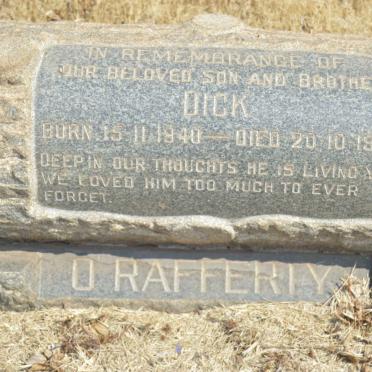 IN REMEMBRANCE OF
OUR BELOVED SON AND BROTHE
DICK
BORN 15.11.1940 — DIED 20.10.19
DEEP IN OUR THOUGHTS HE IS LIVING Y
WE LOVED HIM TOO MUCH TO EVER
FORGET.
O RAFFERTY